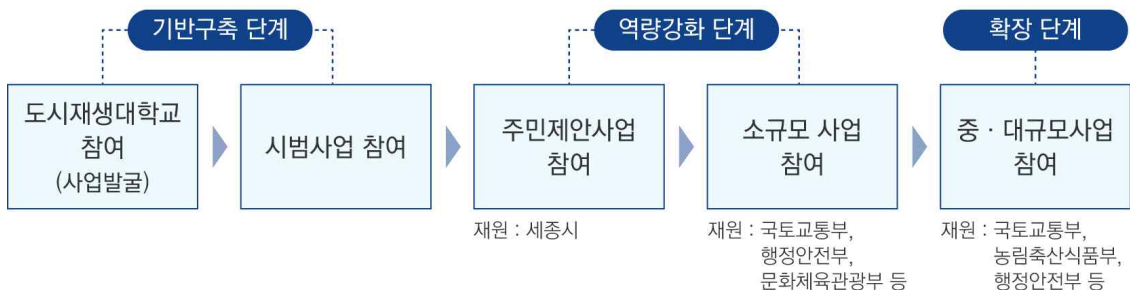 기반구축 단계
역량강화 단계
확장 단계
도시재생대학교
참여
(사업발굴)
시범사업 참여
주민제안사업
참여
소규모 사업
참여
중 · 대규모사업
참여
재원 : 세종시
재원 : 국토교통부,
행정안전부,
문화체육관광부 등
재원 : 국토교통부,
농림축산식품부,
행정안전부 등